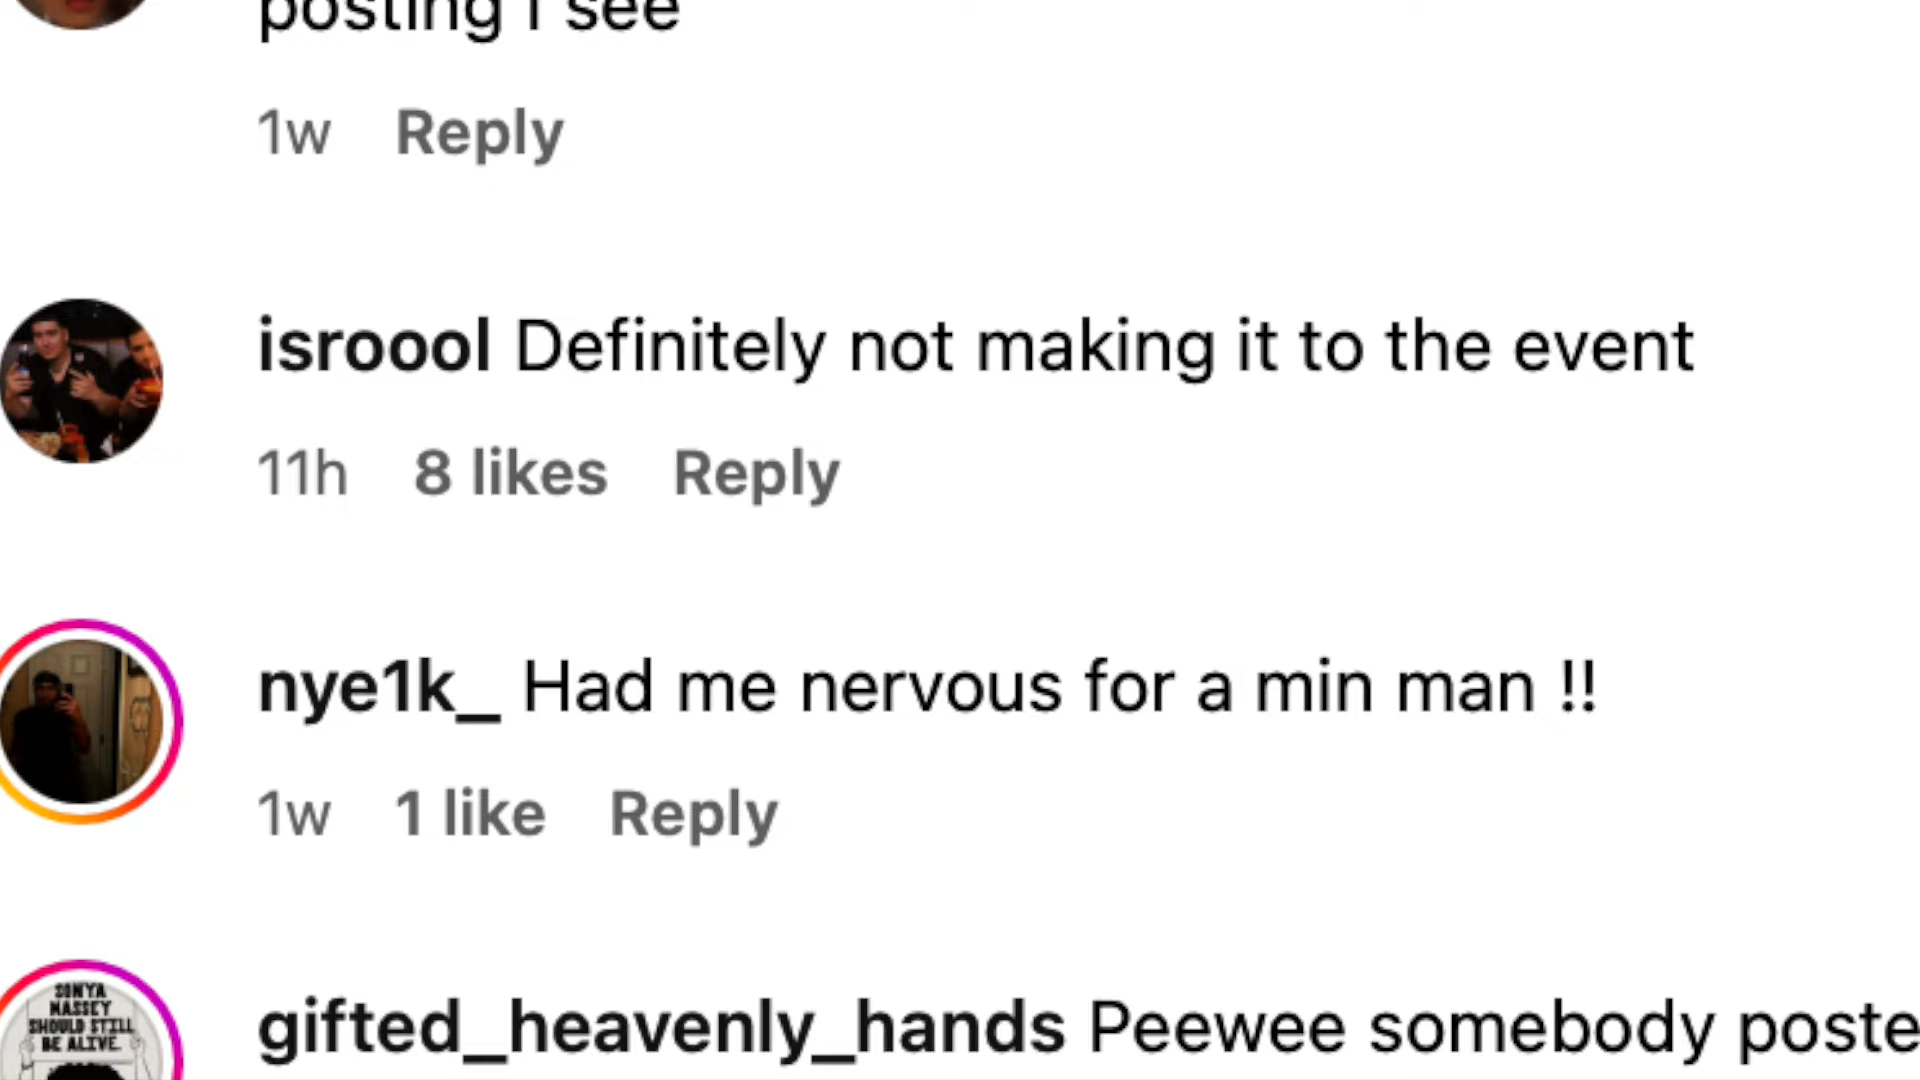 posting I see
1w Reply
isroool Definitely not making it to the event
11h 8 likes Reply
nye1k_ Had me nervous for a min man !!
1w 1 like Reply
SONYA
MASSEY
SHOULD STILL
BE ALIVE.
gifted_heavenly_hands Peewee somebody poste